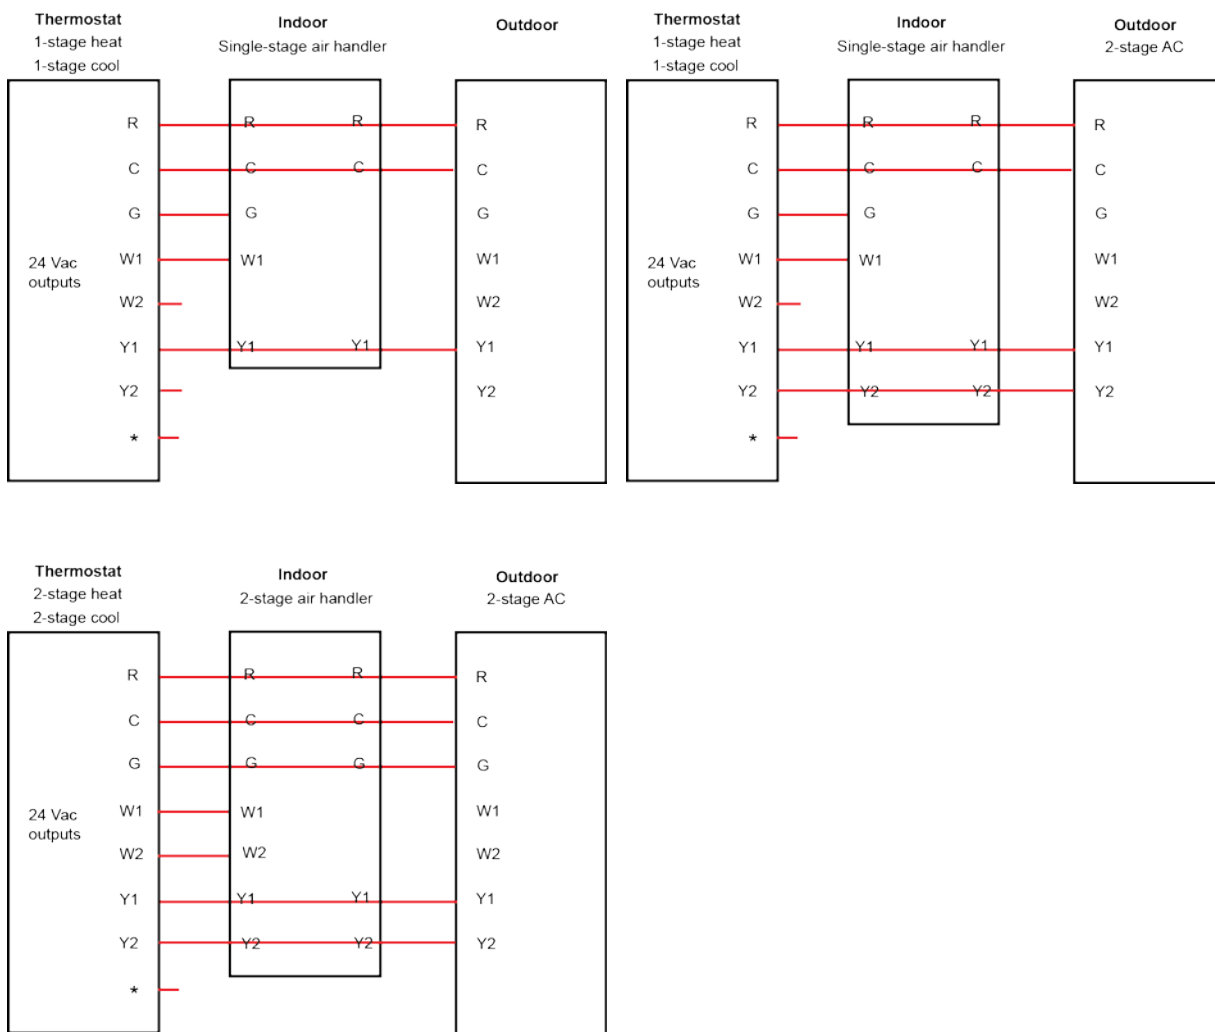 Thermostat
1-stage heat
1-stage cool
Indoor
Single-stage air handler
Outdoor
R
R
R
R
C
C
C
C
G
G
G
24 Vac
outputs
W1
W1
W1
W2
W2
Y1
Y1
Y1
Y1
Y2
Y2
*
Thermostat
1-stage heat
1-stage cool
Indoor
Single-stage air handler
Outdoor
2-stage AC
R
R
R
R
C
C
C
C
G
G
G
24 Vac
outputs
W1
W1
W1
W2
W2
Y1
Y1
Y1
Y1
Y2
Y2
Y2
Y2
*
Thermostat
2-stage heat
2-stage cool
Indoor
2-stage air handler
Outdoor
2-stage AC
R
R
R
R
C
C
C
C
G
G
G
G
24 Vac
outputs
W1
W1
W1
W2
W2
W2
Y1
Y1
Y1
Y1
Y2
Y2
Y2
Y2
*